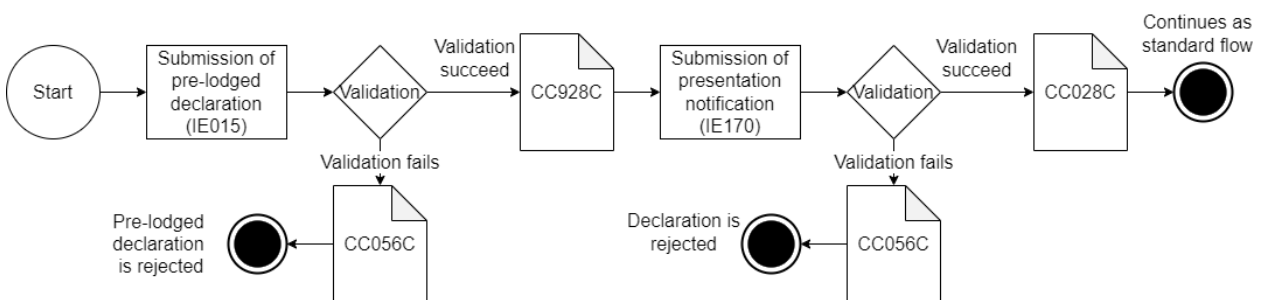 Start
Submission of
pre-lodged
declaration
(IE015)
Validation
Validation
succeed
CC928C
Submission of
presentation
notification
(IE170)
Validation
Validation
succeed
CC028C
Continues as
standard flow
Validation fails
CC056C
Pre-lodged
declaration
is rejected
Validation fails
CC056C
Declaration is
rejected